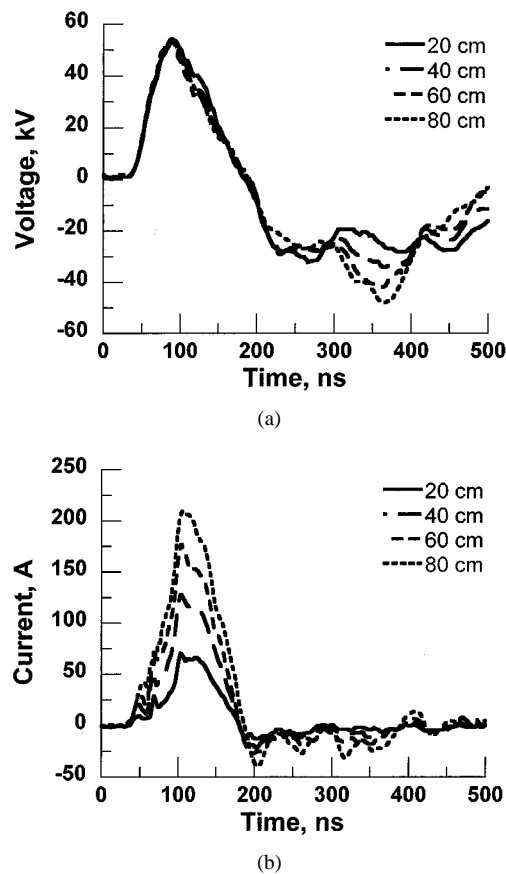 60
40
20
0
-20
-40
-60
Voltage, kV
20 cm
40 cm
60 cm
80 cm
0 100 200 300 400 500
Time, ns
(a)
250
200
150
100
50
0
-50
Current, A
20 cm
40 cm
60 cm
80 cm
0 100 200 300 400 500
Time, ns
(b)